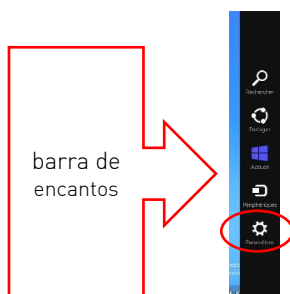 barra de
encantos
Rechercher
Partager
Accueil
Périphériques
Paramètres